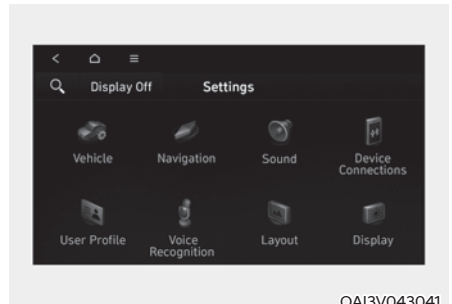 Display Off
Settings
Vehicle
Navigation
Sound
Device
Connections
User Profile
Voice
Recognition
Layout
Display
OAI3V043041